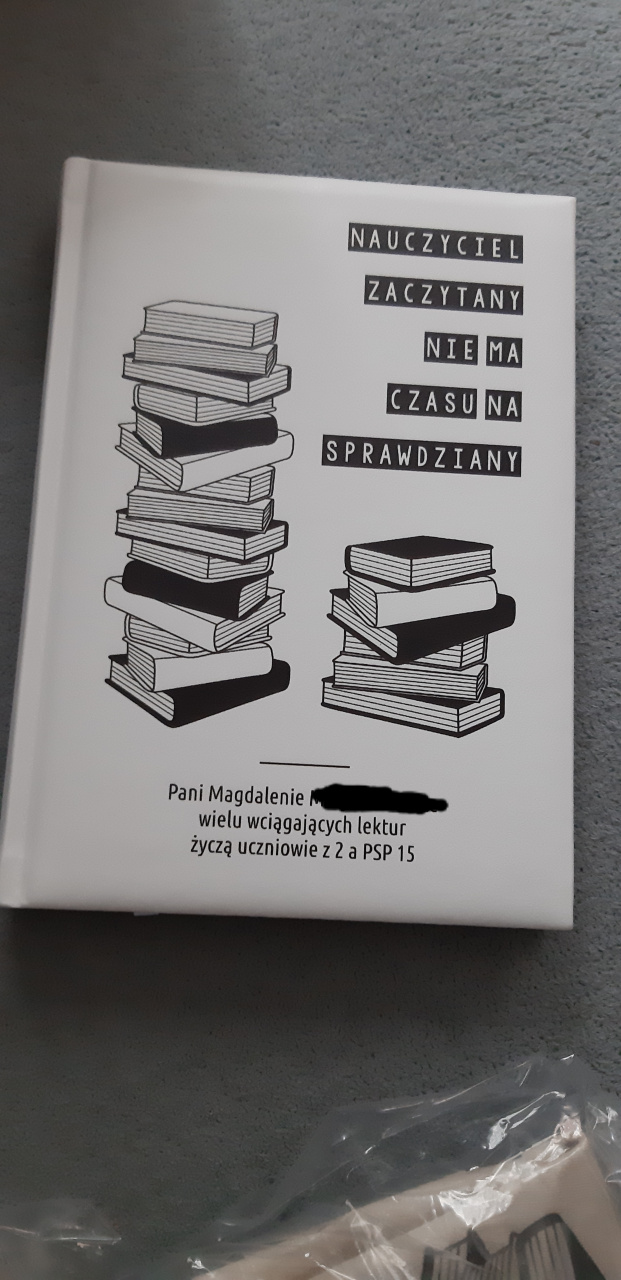 NAUCZYCIEL
ZACZYTANY
NIE MA
CZASU NA
SPRAWDZIANY
Pani Magdalenie
wielu wciągających lektur
życzą uczniowie z 2 a PSP 15